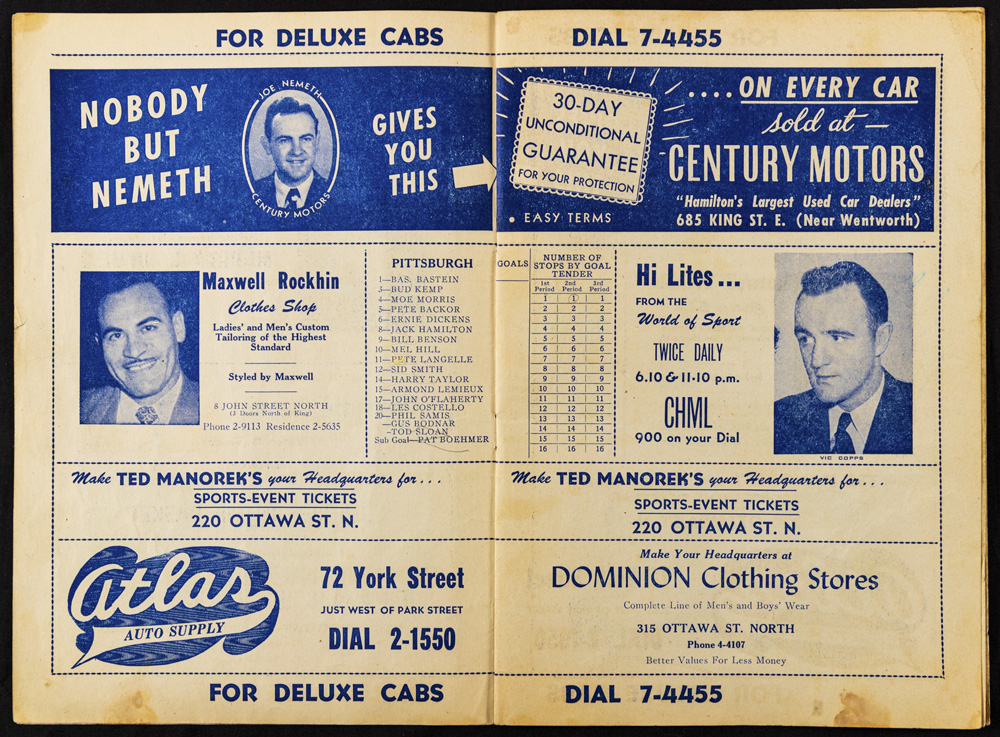 FOR DELUXE CABS DIAL 7-4455
NOBODY
BUT
NEMETH
JOE NEMETH
CENTURY MOTORS
GIVES
YOU
THIS
30-DAY
UNCONDITIONAL
GUARANTEE
FOR YOUR PROTECTION
• EASY TERMS
....ON EVERY CAR
sold at —
CENTURY MOTORS
"Hamilton's Largest Used Car Dealers"
685 KING ST. E. (Near Wentworth)
Maxwell Rockhin
Clothes Shop
Ladies' and Men's Custom
Tailoring of the Highest
Standard
Styled by Maxwell
8 JOHN STREET NORTH
(3 Doors North of King)
Phone 2-9113 Residence 2-5635
PITTSBURGH
1—BAS. BASTEIN
3—BUD KEMP
4—MOE MORRIS
5—PETE BACKOR
6—ERNIE DICKENS
8—JACK HAMILTON
9—BILL BENSON
10—MEL HILL
11—PETE LANGELLE
12—SID SMITH
14—HARRY TAYLOR
15—ARMOND LEMIEUX
17—JOHN O'FLAHERTY
18—LES COSTELLO
20—PHIL SAMIS
—GUS BODNAR
—TOD SLOAN
Sub Goal—PAT BOEHMER
GOALS
NUMBER OF
STOPS BY GOAL
TENDER
1st 2nd 3rd
Period Period Period
1 1 1
2 2 2
3 3 3
4 4 4
5 5 5
6 6 6
7 7 7
8 8 8
9 9 9
10 10 10
11 11 11
12 12 12
13 13 13
14 14 14
15 15 15
16 16 16
Hi Lites...
FROM THE
World of Sport
TWICE DAILY
6.10 & 11.10 p.m.
CHML
900 on your Dial
VIC COPPS
Make TED MANOREK'S your Headquarters for...
SPORTS-EVENT TICKETS
220 OTTAWA ST. N.
Make TED MANOREK'S your Headquarters for...
SPORTS-EVENT TICKETS
220 OTTAWA ST. N.
Atlas
AUTO SUPPLY
72 York Street
JUST WEST OF PARK STREET
DIAL 2-1550
Make Your Headquarters at
DOMINION Clothing Stores
Complete Line of Men's and Boys' Wear
315 OTTAWA ST. NORTH
Phone 4-4107
Better Values For Less Money
FOR DELUXE CABS DIAL 7-4455